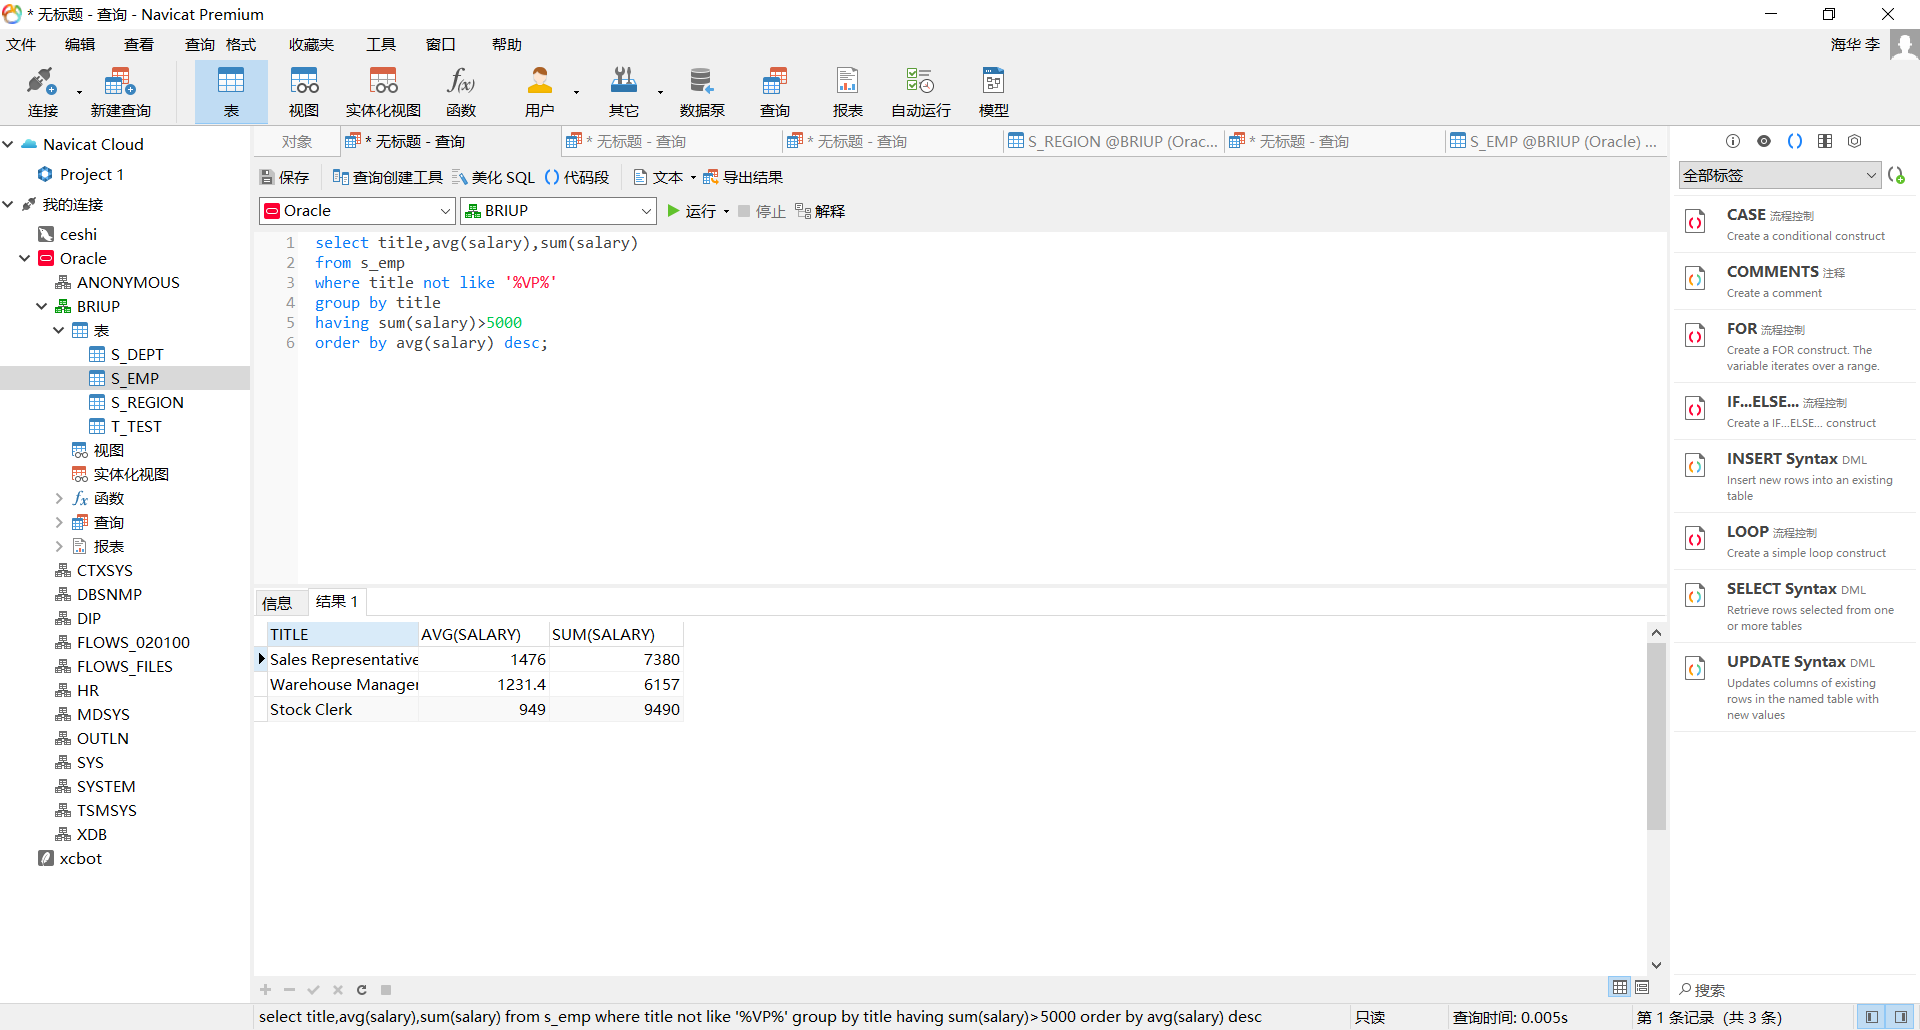 * 无标题 - 查询 - Navicat Premium
文件 编辑 查看 查询 格式 收藏夹 工具 窗口 帮助 海华 李
连接 新建查询 表 视图 实体化视图 函数 用户 其它 数据泵 查询 报表 自动运行 模型
Navicat Cloud
Project 1
我的连接
ceshi
Oracle
ANONYMOUS
BRIUP
表
S_DEPT
S_EMP
S_REGION
T_TEST
视图
实体化视图
函数
查询
报表
CTXSYS
DBSNMP
DIP
FLOWS_020100
FLOWS_FILES
HR
MDSYS
OUTLN
SYS
SYSTEM
TSMSYS
XDB
xcbot
对象 * 无标题 - 查询 * 无标题 - 查询 * 无标题 - 查询 S_REGION @BRIUP (Orac... * 无标题 - 查询 S_EMP @BRIUP (Oracle) ...
保存 查询创建工具 美化 SQL () 代码段 文本 导出结果
Oracle BRIUP 运行 停止 解释
1 select title,avg(salary),sum(salary)
2 from s_emp
3 where title not like '%VP%'
4 group by title
5 having sum(salary)>5000
6 order by avg(salary) desc;
信息 结果 1
TITLE AVG(SALARY) SUM(SALARY)
Sales Representative 1476 7380
Warehouse Manager 1231.4 6157
Stock Clerk 949 9490
全部标签
CASE 流程控制
Create a conditional construct
COMMENTS 注释
Create a comment
FOR 流程控制
Create a FOR construct. The
variable iterates over a range.
IF...ELSE... 流程控制
Create a IF...ELSE... construct
INSERT Syntax DML
Insert new rows into an existing
table
LOOP 流程控制
Create a simple loop construct
SELECT Syntax DML
Retrieve rows selected from one
or more tables
UPDATE Syntax DML
Updates columns of existing
rows in the named table with
new values
搜索
select title,avg(salary),sum(salary) from s_emp where title not like '%VP%' group by title having sum(salary)>5000 order by avg(salary) desc 只读 查询时间: 0.005s 第 1 条记录 (共 3 条)